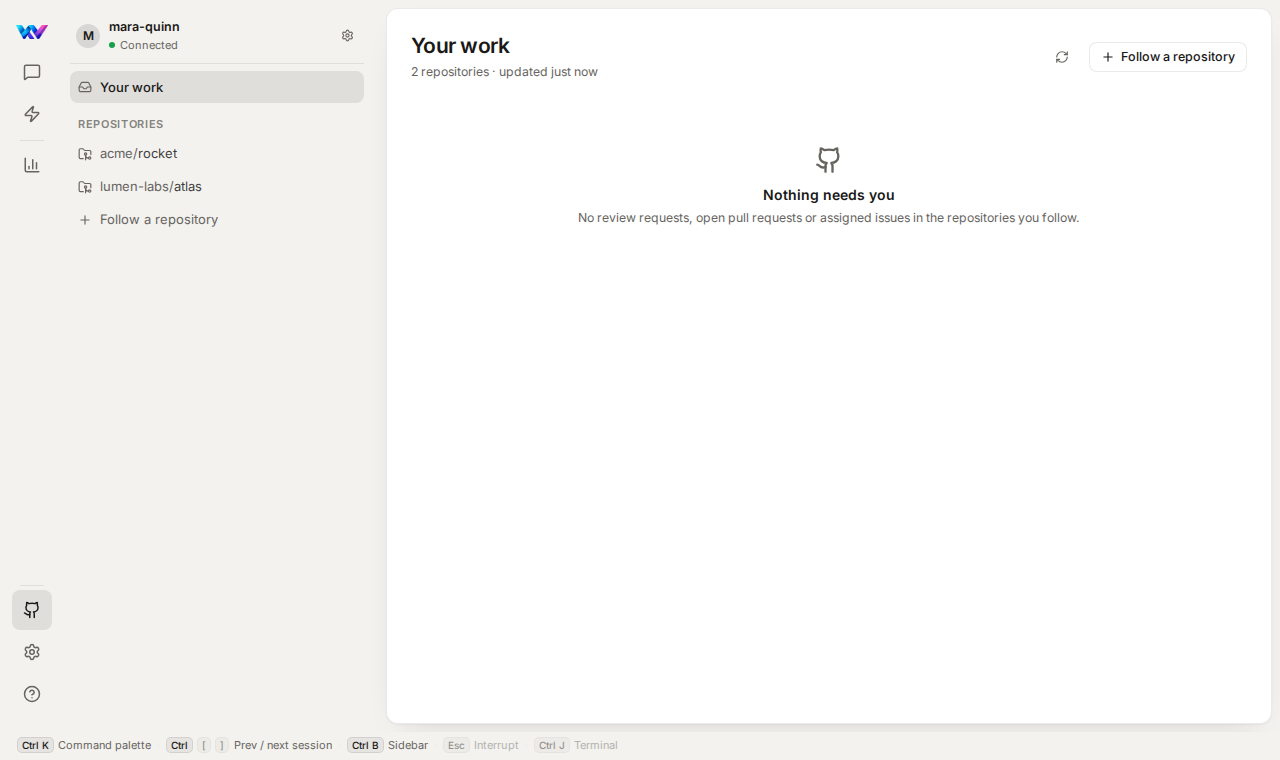 M
mara-quinn
Connected
Your work
REPOSITORIES
acme/rocket
lumen-labs/atlas
Follow a repository
Your work
2 repositories · updated just now
Follow a repository
Nothing needs you
No review requests, open pull requests or assigned issues in the repositories you follow.
Ctrl K Command palette Ctrl [ ] Prev / next session Ctrl B Sidebar Esc Interrupt Ctrl J Terminal